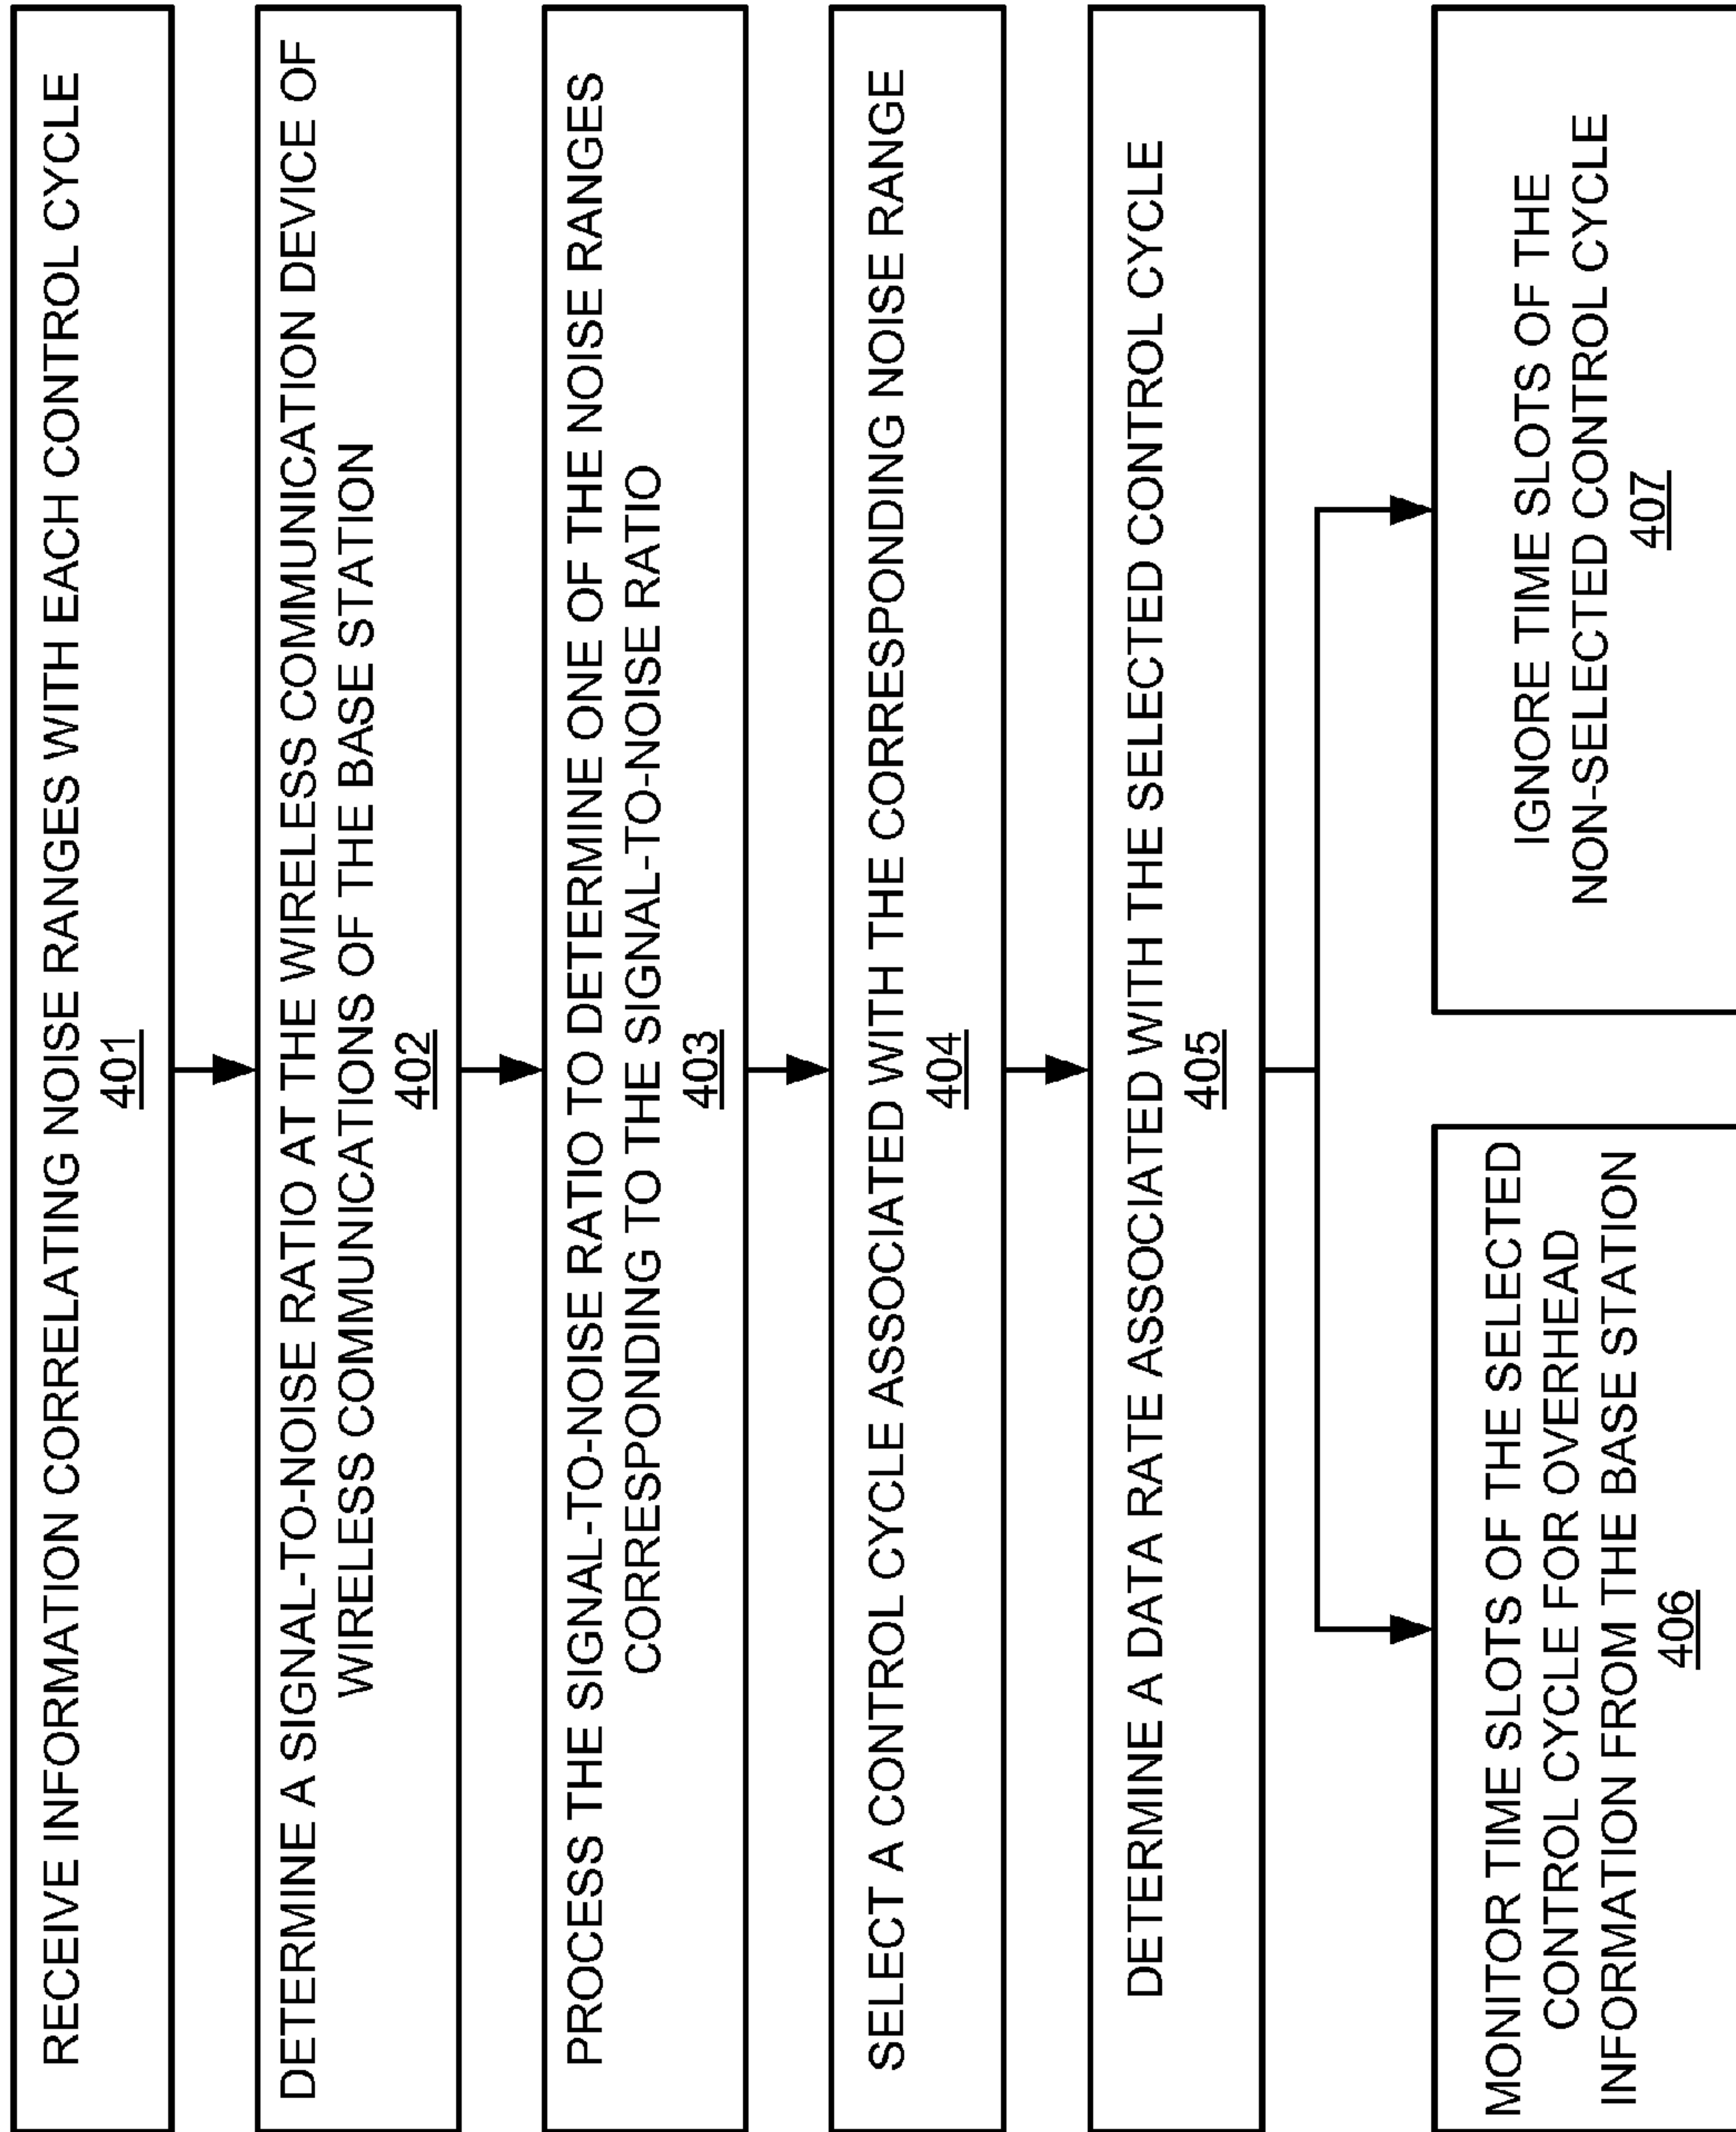 RECEIVE INFORMATION CORRELATING NOISE RANGES WITH EACH CONTROL CYCLE
401
DETERMINE A SIGNAL-TO-NOISE RATIO AT THE WIRELESS COMMUNICATION DEVICE OF
WIRELESS COMMUNICATIONS OF THE BASE STATION
402
PROCESS THE SIGNAL-TO-NOISE RATIO TO DETERMINE ONE OF THE NOISE RANGES
CORRESPONDING TO THE SIGNAL-TO-NOISE RATIO
403
SELECT A CONTROL CYCLE ASSOCIATED WITH THE CORRESPONDING NOISE RANGE
404
DETERMINE A DATA RATE ASSOCIATED WITH THE SELECTED CONTROL CYCLE
405
MONITOR TIME SLOTS OF THE SELECTED
CONTROL CYCLE FOR OVERHEAD
INFORMATION FROM THE BASE STATION
406
IGNORE TIME SLOTS OF THE
NON-SELECTED CONTROL CYCLE
407